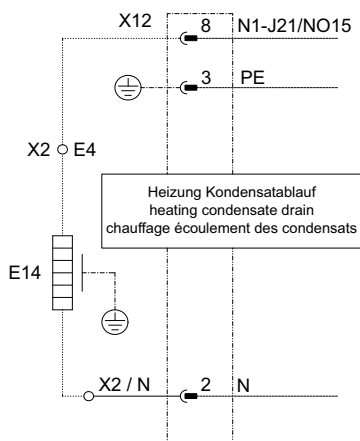 X12 8 N1-J21/NO15
3 PE
X2 E4
Heizung Kondensatablauf
heating condensate drain
chauffage écoulement des condensats
E14
X2 / N 2 N